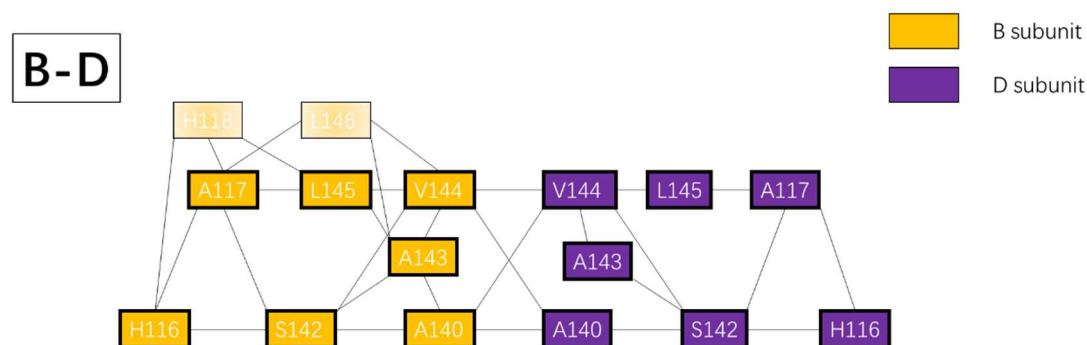 B-D
B subunit
D subunit
H118 L146
A117 L145 V144 V144 L145 A117
A143 A143
H116 S142 A140 A140 S142 H116